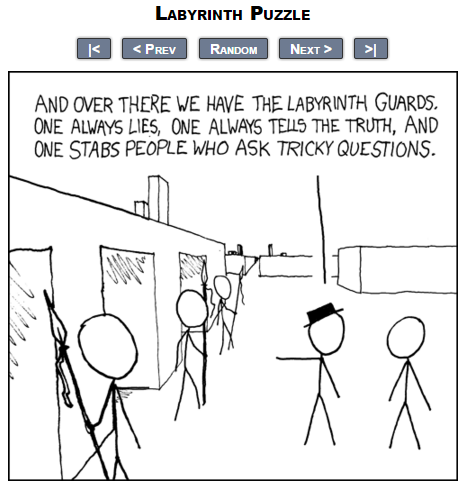 LABYRINTH PUZZLE
|< < PREV RANDOM NEXT > >|
AND OVER THERE WE HAVE THE LABYRINTH GUARDS.
ONE ALWAYS LIES, ONE ALWAYS TELLS THE TRUTH, AND
ONE STABS PEOPLE WHO ASK TRICKY QUESTIONS.